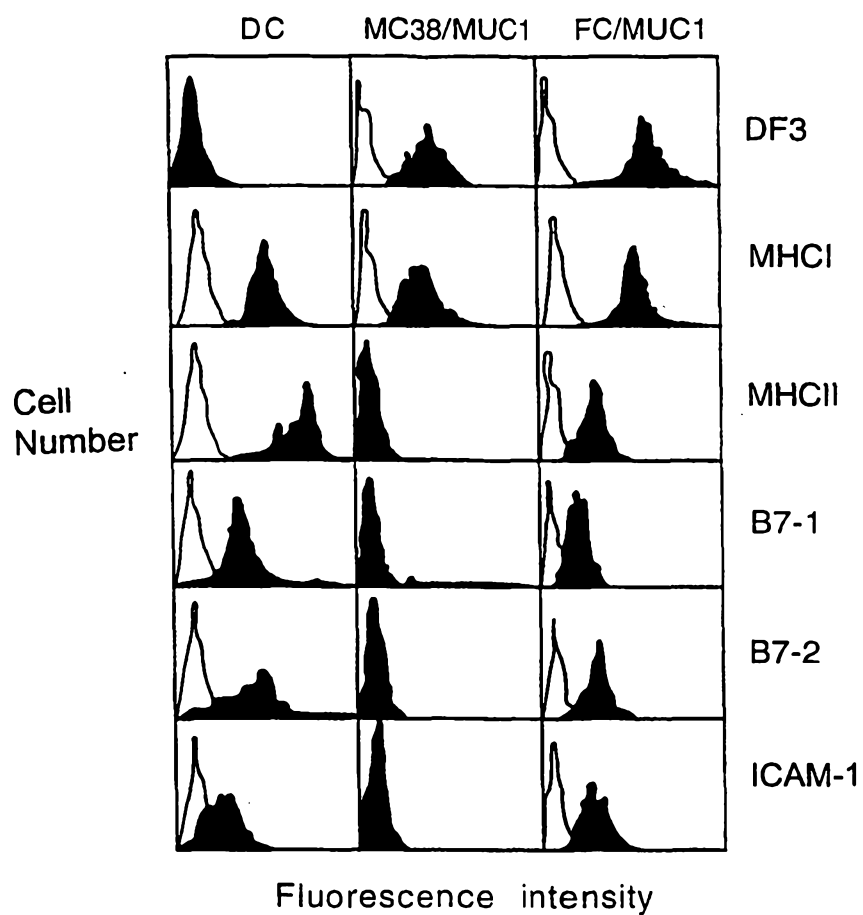 DC MC38/MUC1 FC/MUC1
DF3
MHCI
MHCII
Cell
Number
B7-1
B7-2
ICAM-1
Fluorescence intensity